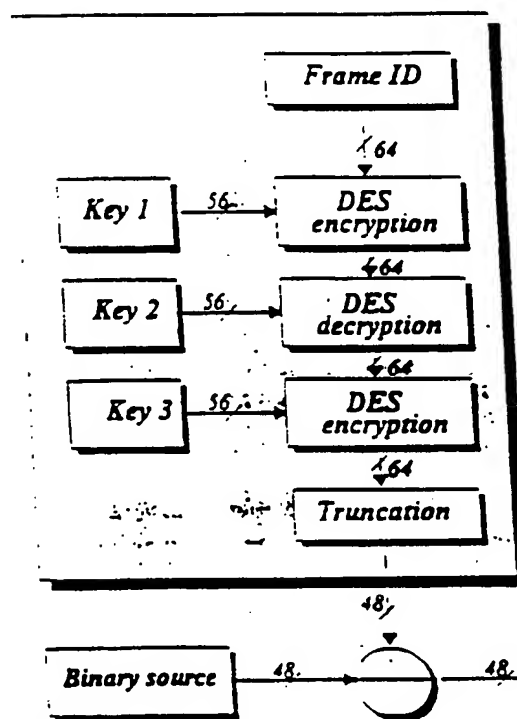 Frame ID
64
Key 1
56
DES
encryption
64
Key 2
56
DES
decryption
64
Key 3
56
DES
encryption
64
Truncation
48
Binary source
48
48